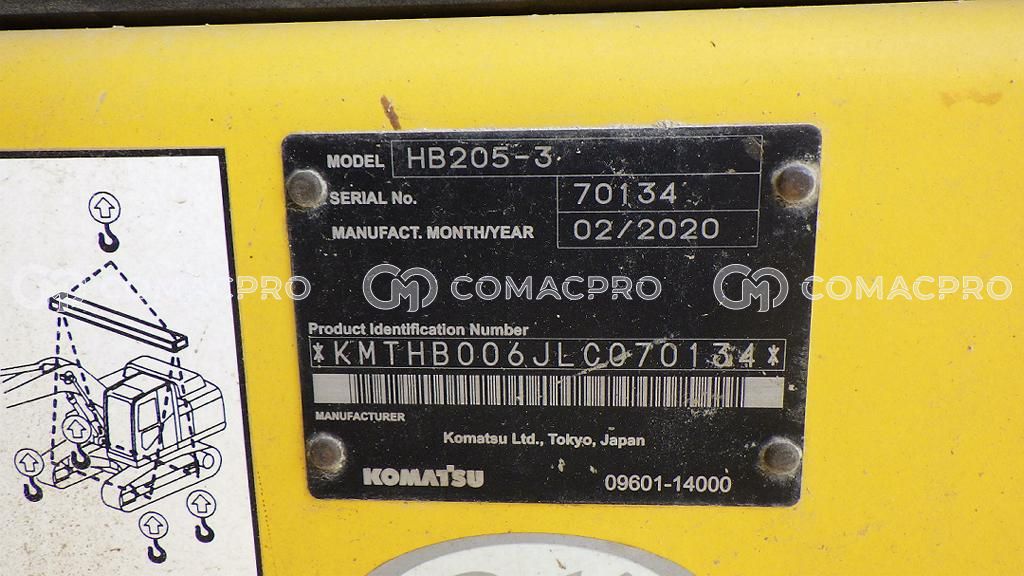 MODEL HB205-3
SERIAL No. 70134
MANUFACT. MONTH/YEAR 02/2020
COMACPRO COMACPRO COMACPRO
Product Identification Number
*KMTHB006JLC070134*
MANUFACTURER
Komatsu Ltd., Tokyo, Japan
KOMATSU 09601-14000